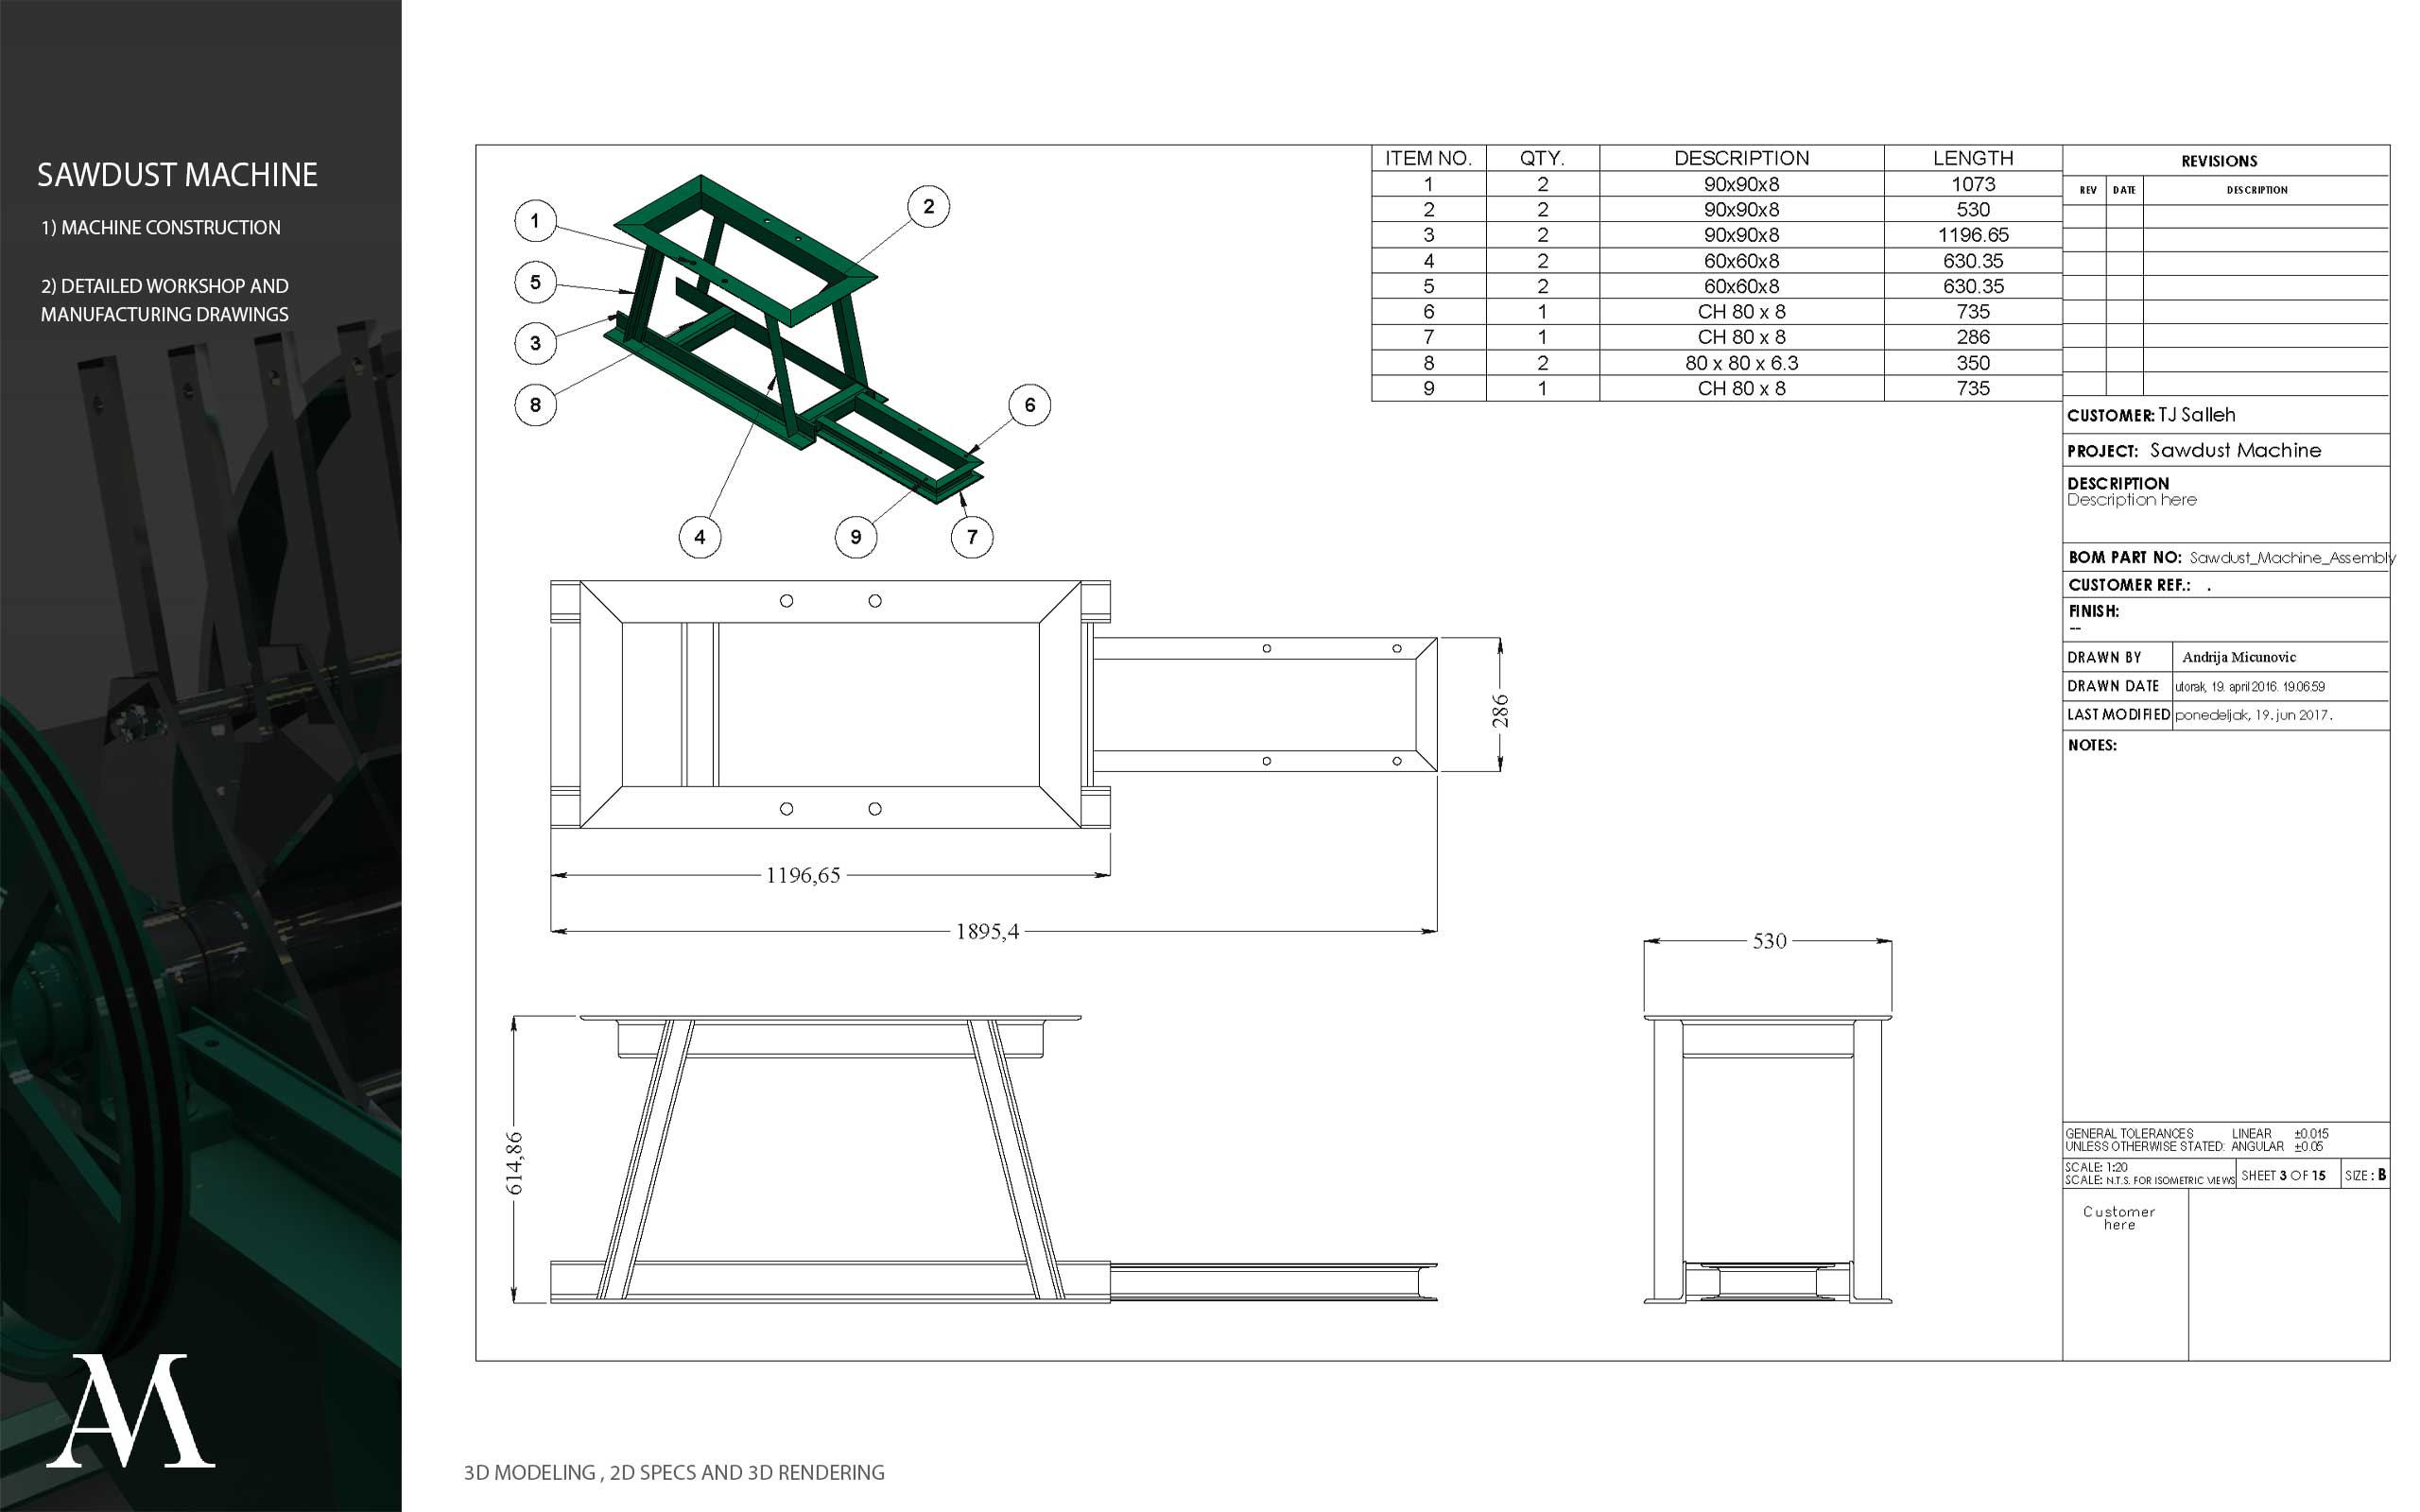 SAWDUST MACHINE
1) MACHINE CONSTRUCTION
2) DETAILED WORKSHOP AND
MANUFACTURING DRAWINGS
AM
1
2
5
3
8
6
4
9
7
ITEM NO. QTY. DESCRIPTION LENGTH
1 2 90x90x8 1073
2 2 90x90x8 530
3 2 90x90x8 1196.65
4 2 60x60x8 630.35
5 2 60x60x8 630.35
6 1 CH 80 x 8 735
7 1 CH 80 x 8 286
8 2 80 x 80 x 6.3 350
9 1 CH 80 x 8 735
REVISIONS
REV DATE DESCRIPTION
CUSTOMER: TJ Salleh
PROJECT: Sawdust Machine
DESCRIPTION
Description here
BOM PART NO: Sawdust_Machine_Assembly
CUSTOMER REF.: .
FINISH:
--
DRAWN BY Andrija Micunovic
DRAWN DATE utorak, 19. april 2016. 19.06.59
LAST MODIFIED ponedeljak, 19. jun 2017.
NOTES:
286
1196,65
1895,4
530
614,86
GENERAL TOLERANCES LINEAR ±0.015
UNLESS OTHERWISE STATED: ANGULAR ±0.05
SCALE: 1:20
SCALE: N.T.S. FOR ISOMETRIC VIEWS
SHEET 3 OF 15
SIZE : B
Customer
here
3D MODELING , 2D SPECS AND 3D RENDERING